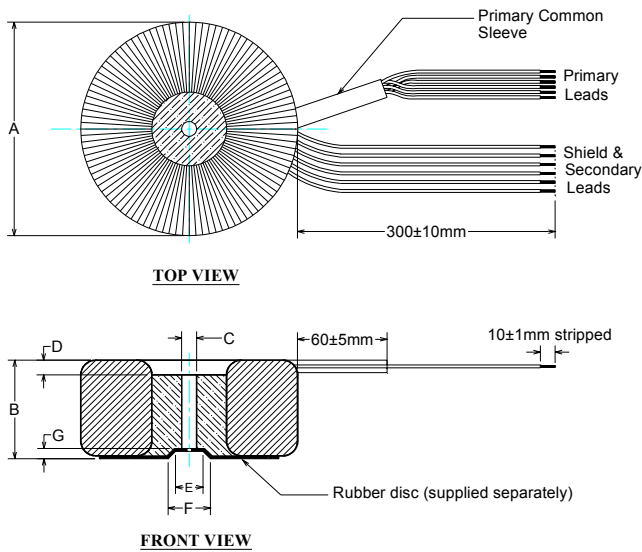 Primary Common
Sleeve
Primary
Leads
A
Shield &
Secondary
Leads
300±10mm
TOP VIEW
D
C
60±5mm
10±1mm stripped
B
G
E
F
Rubber disc (supplied separately)
FRONT VIEW